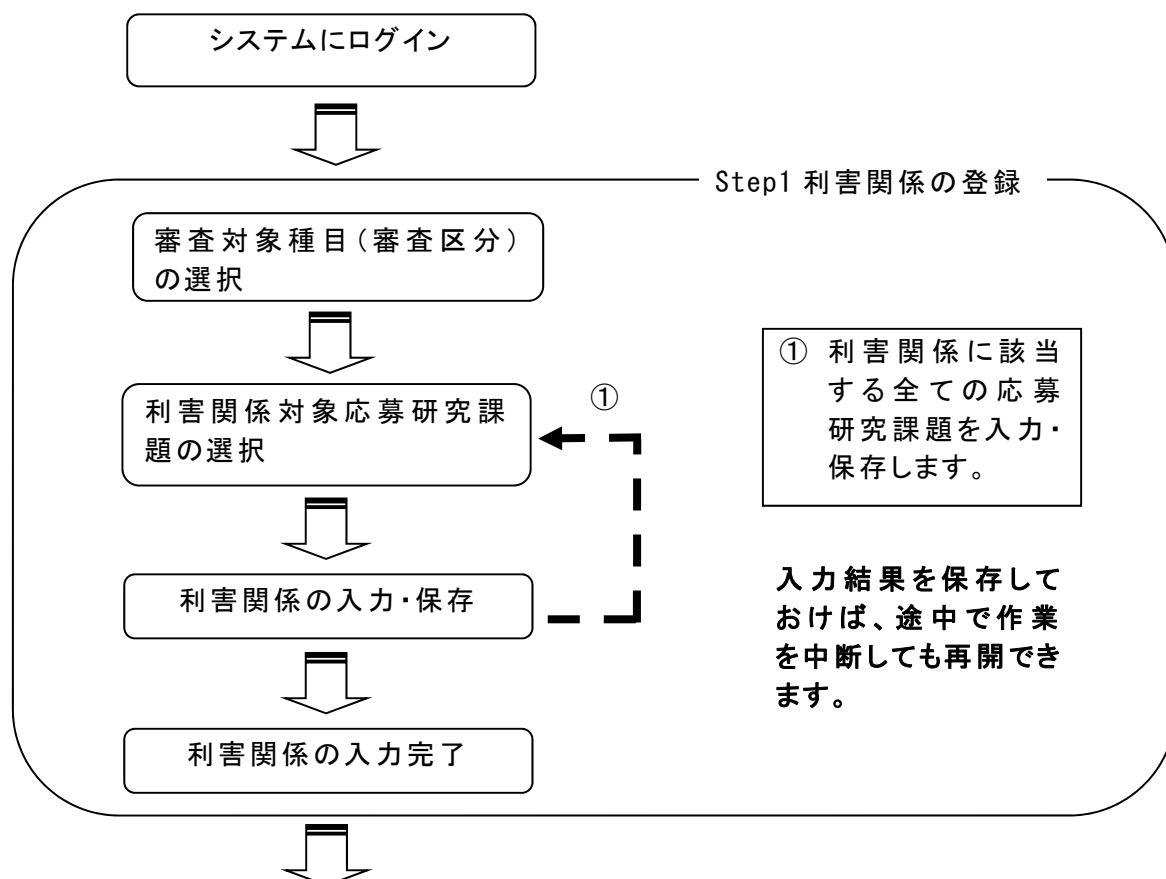 システムにログイン
Step1 利害関係の登録
審査対象種目（審査区分）
の選択
利害関係対象応募研究課
題の選択
①
① 利害関係に該当
する全ての応募
研究課題を入力・
保存します。
利害関係の入力・保存
入力結果を保存して
おけば、途中で作業
を中断しても再開でき
ます。
利害関係の入力完了